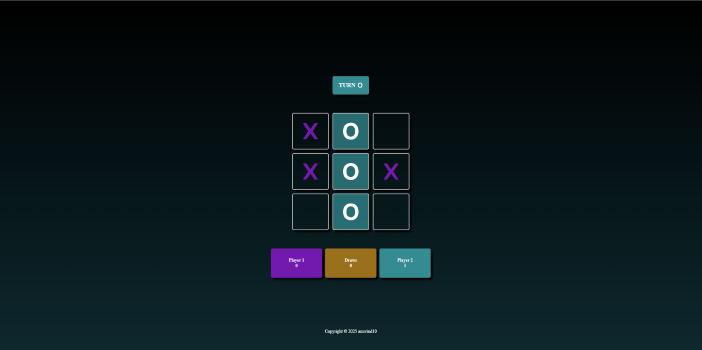 TURN O
X O
X O X
O
Player 1
0
Draws
0
Player 2
1
Copyright © 2025